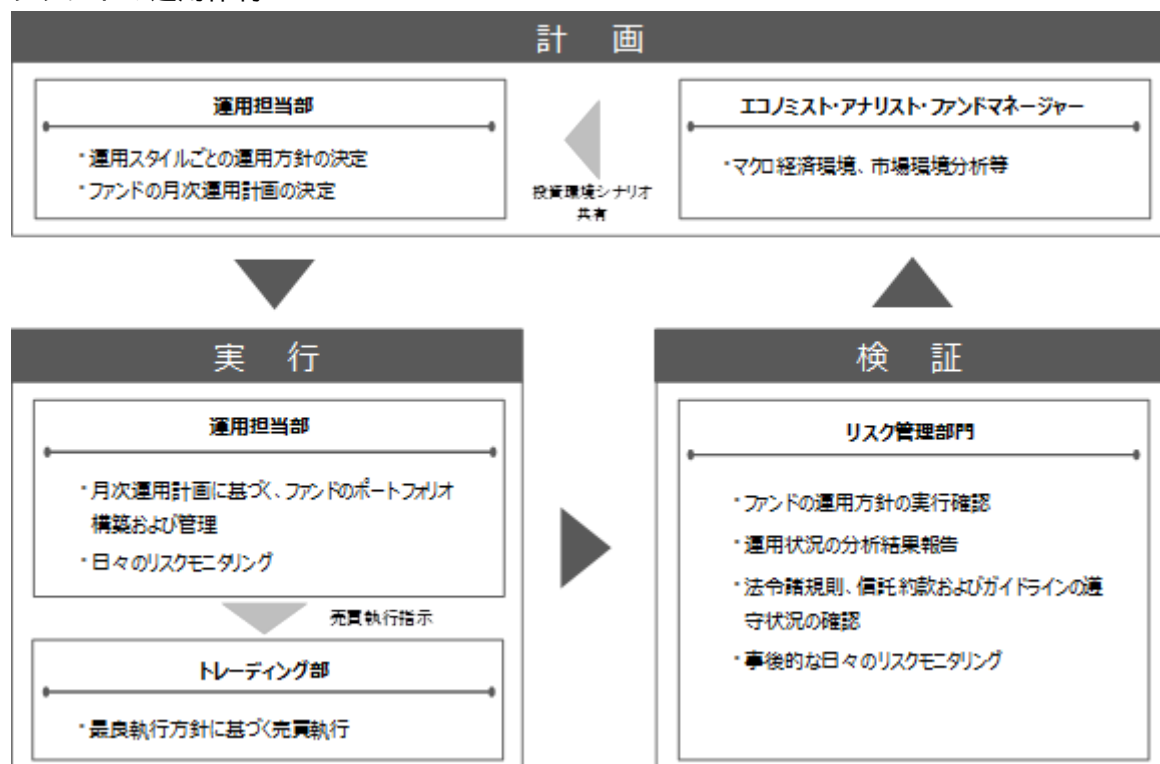 計 画
運用担当部
・運用スタイルごとの運用方針の決定
・ファンドの月次運用計画の決定
投資環境シナリオ
共有
エコノミスト・アナリスト・ファンドマネージャー
・マクロ経済環境、市場環境分析等
実 行
運用担当部
・月次運用計画に基づく、ファンドのポートフォリオ
構築および管理
・日々のリスクモニタリング
売買執行指示
トレーディング部
・最良執行方針に基づく売買執行
検 証
リスク管理部門
・ファンドの運用方針の実行確認
・運用状況の分析結果報告
・法令諸規則、信託約款およびガイドラインの遵
守状況の確認
・事後的な日々のリスクモニタリング